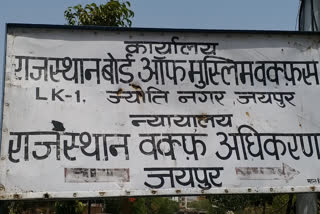 कार्यालय
राजस्थान बोर्ड ऑफ मुस्लिम वक्फ्स
LK-1, ज्योति नगर, जयपुर
न्यायालय
राजस्थान वक्फ़ अधिकरण
जयपुर